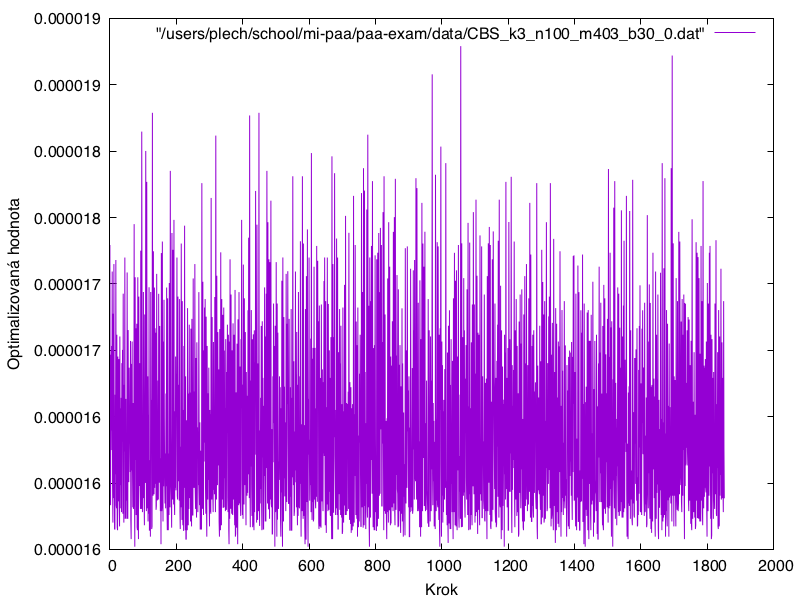 "/users/plech/school/mi-paa/paa-exam/data/CBS_k3_n100_m403_b30_0.dat"
0.000019
0.000019
0.000018
0.000018
0.000017
0.000017
0.000016
0.000016
0.000016
Optimalizovaná hodnota
0 200 400 600 800 1000 1200 1400 1600 1800 2000
Krok